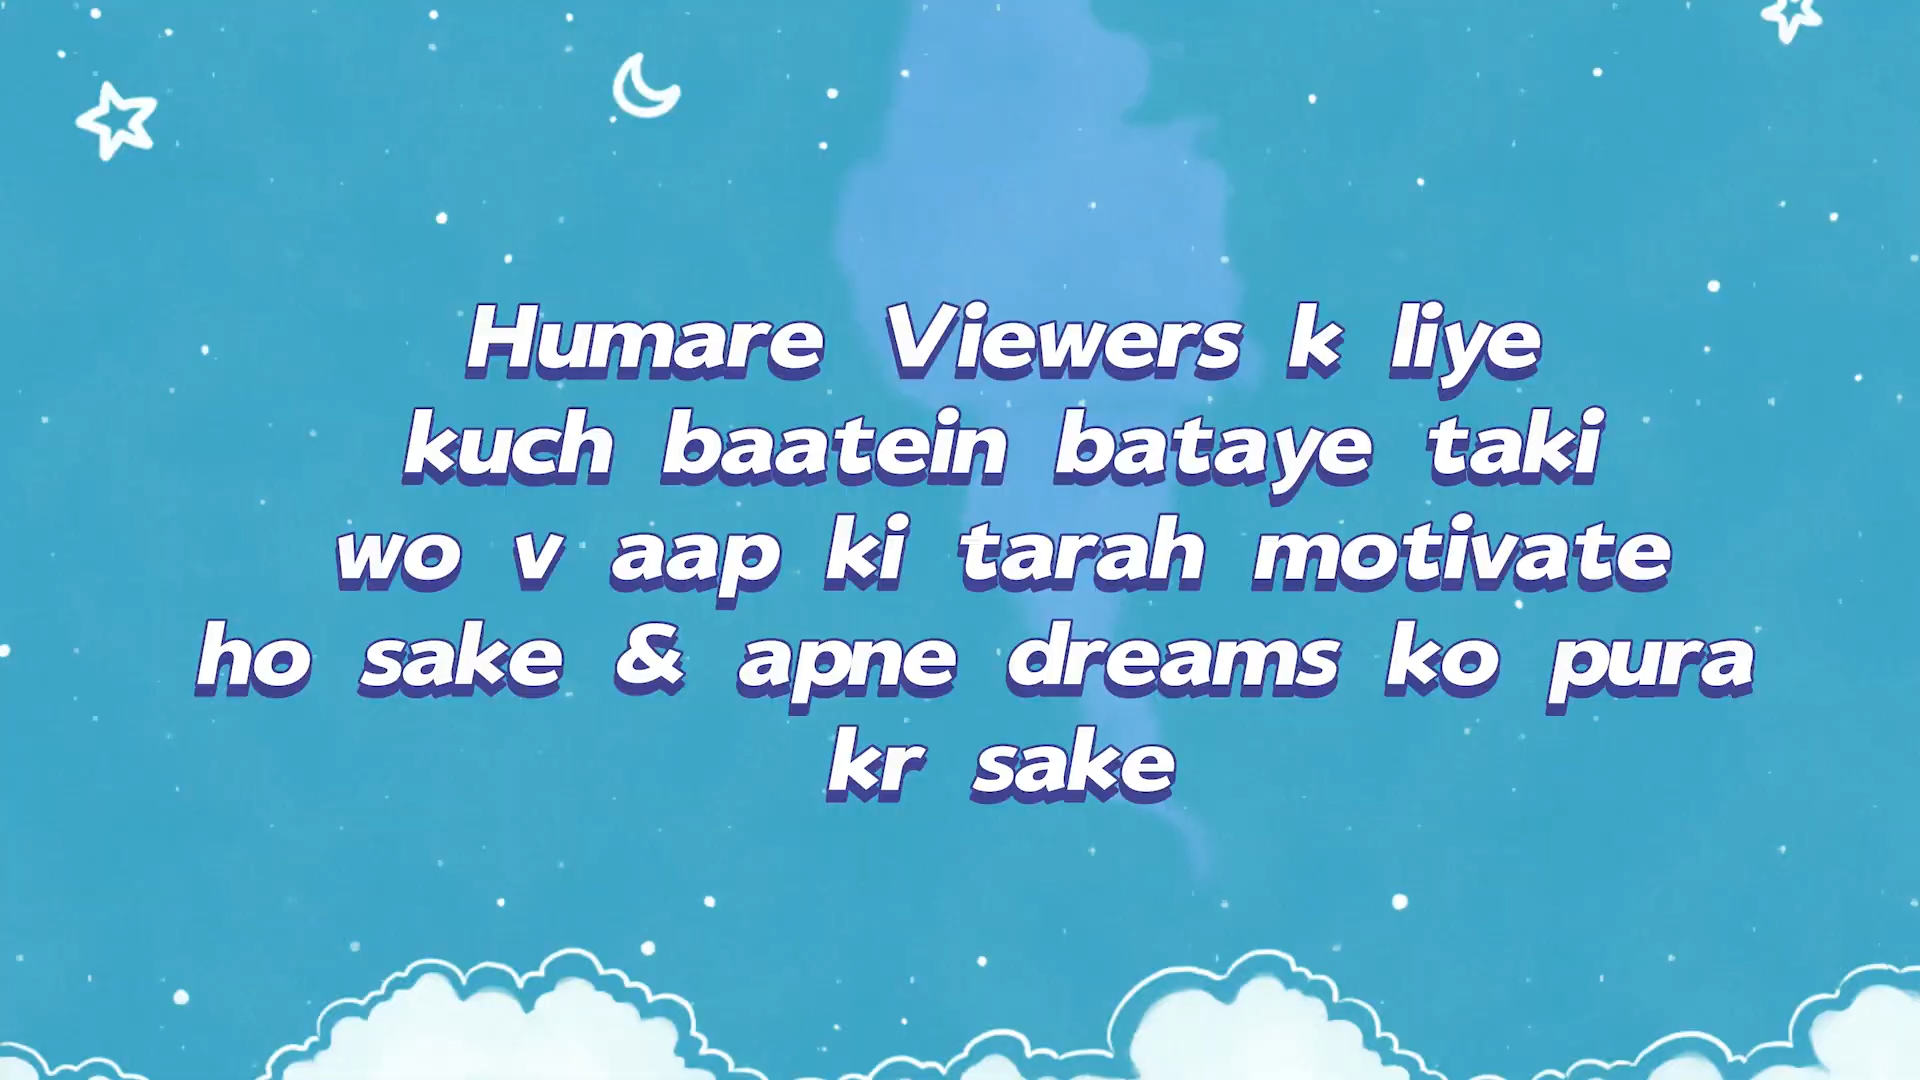 Humare Viewers k liye
kuch baatein bataye taki
wo v aap ki tarah motivate
ho sake & apne dreams ko pura
kr sake